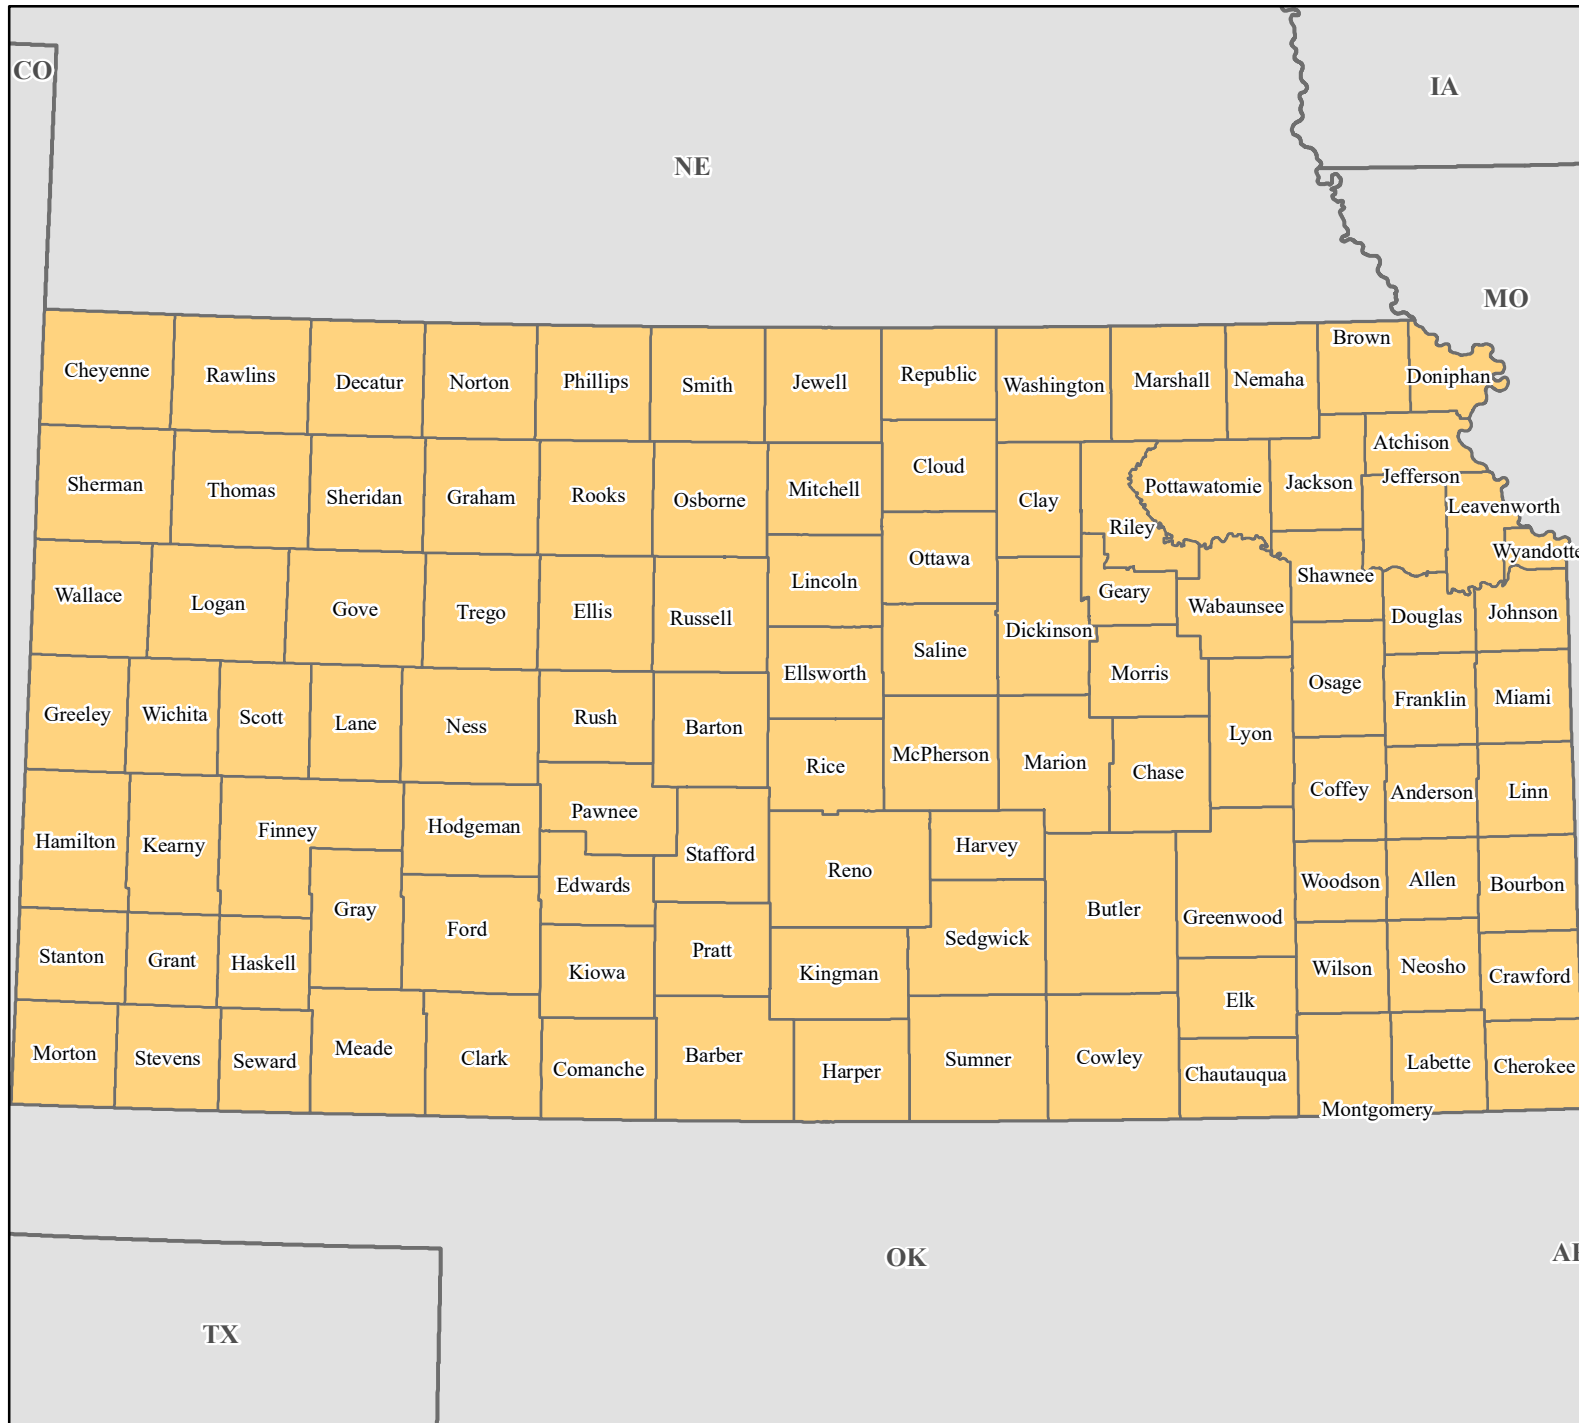 CO
IA
NE
MO
Cheyenne
Rawlins
Decatur
Norton
Phillips
Smith
Jewell
Republic
Washington
Marshall
Nemaha
Brown
Doniphan
Sherman
Thomas
Sheridan
Graham
Rooks
Osborne
Mitchell
Cloud
Clay
Riley
Pottawatomie
Jackson
Atchison
Jefferson
Leavenworth
Wyandotte
Wallace
Logan
Gove
Trego
Ellis
Russell
Lincoln
Ottawa
Geary
Wabaunsee
Shawnee
Douglas
Johnson
Dickinson
Saline
Ellsworth
Morris
Greeley
Wichita
Scott
Lane
Ness
Rush
Barton
Rice
McPherson
Marion
Chase
Lyon
Osage
Franklin
Miami
Coffey
Anderson
Linn
Hamilton
Kearny
Finney
Hodgeman
Pawnee
Stafford
Edwards
Reno
Harvey
Gray
Ford
Butler
Greenwood
Woodson
Allen
Bourbon
Stanton
Grant
Haskell
Kiowa
Pratt
Kingman
Sedgwick
Elk
Wilson
Neosho
Crawford
Morton
Stevens
Seward
Meade
Clark
Comanche
Barber
Harper
Sumner
Cowley
Chautauqua
Montgomery
Labette
Cherokee
OK
TX